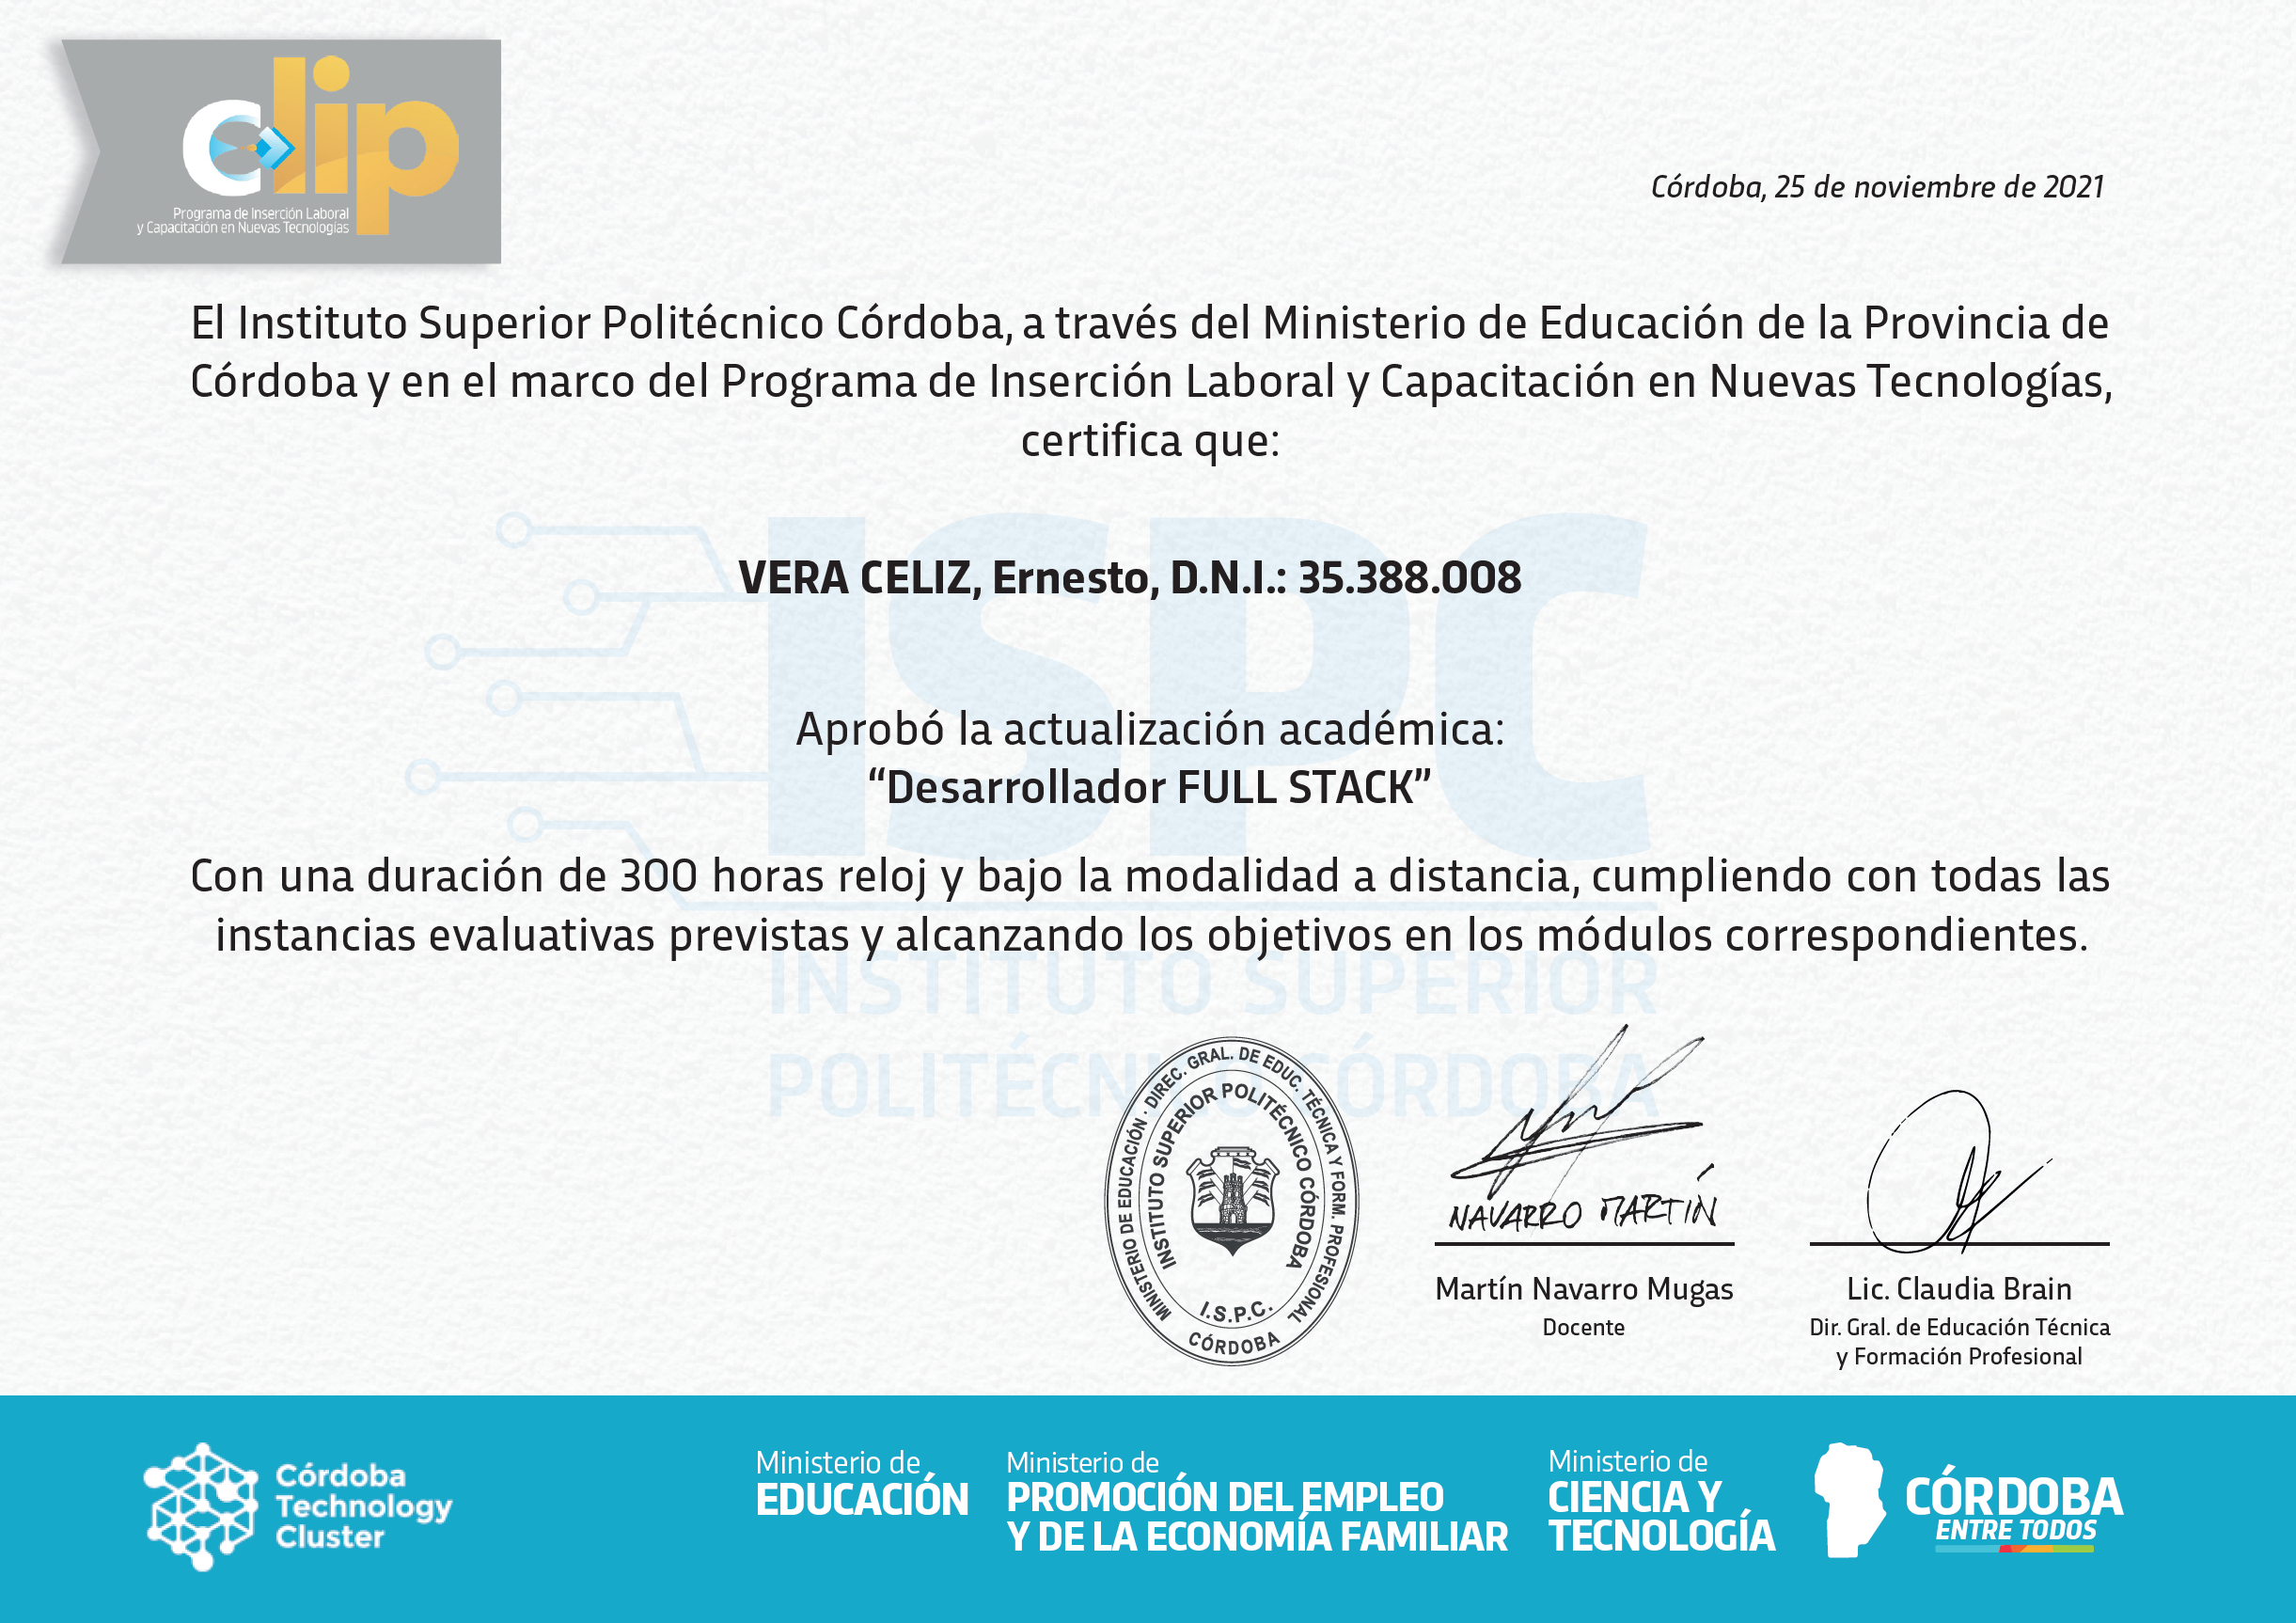 clip
Programa de Inserción Laboral
y Capacitación en Nuevas Tecnologías
Córdoba, 25 de noviembre de 2021
El Instituto Superior Politécnico Córdoba, a través del Ministerio de Educación de la Provincia de
Córdoba y en el marco del Programa de Inserción Laboral y Capacitación en Nuevas Tecnologías,
certifica que:
ISPC
VERA CELIZ, Ernesto, D.N.I.: 35.388.008
Aprobó la actualización académica:
“Desarrollador FULL STACK”
Con una duración de 300 horas reloj y bajo la modalidad a distancia, cumpliendo con todas las
instancias evaluativas previstas y alcanzando los objetivos en los módulos correspondientes.
INSTITUTO SUPERIOR
POLITÉCNICO CÓRDOBA
MINISTERIO DE EDUCACIÓN · DIREC. GRAL. DE EDUC. TÉCNICA Y FORM. PROFESIONAL
INSTITUTO SUPERIOR POLITÉCNICO CÓRDOBA
I.S.P.C.
CÓRDOBA
NAVARRO MARTÍN
Martín Navarro Mugas
Docente
Lic. Claudia Brain
Dir. Gral. de Educación Técnica
y Formación Profesional
Córdoba
Technology
Cluster
Ministerio de
EDUCACIÓN
Ministerio de
PROMOCIÓN DEL EMPLEO
Y DE LA ECONOMÍA FAMILIAR
Ministerio de
CIENCIA Y
TECNOLOGÍA
CÓRDOBA
ENTRE TODOS